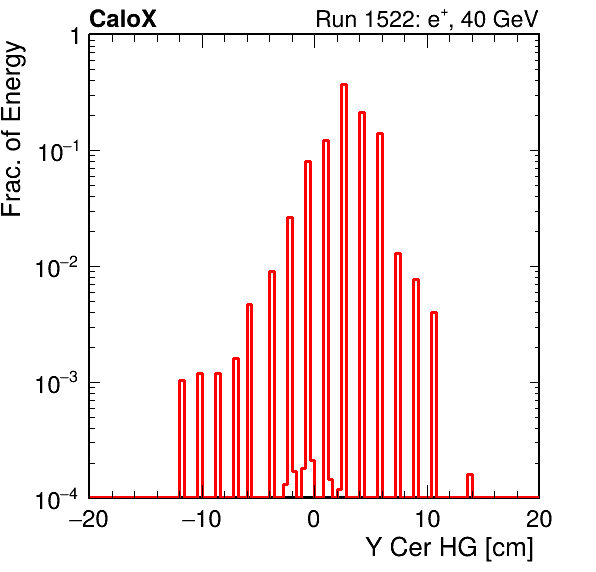 CaloX
Run 1522: e⁺, 40 GeV
Frac. of Energy
1
10⁻¹
10⁻²
10⁻³
10⁻⁴
−20
−10
0
10
20
Y Cer HG [cm]